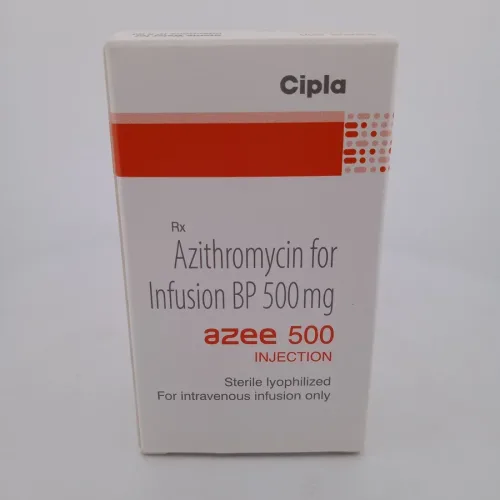 Cipla
Rx
Azithromycin for
Infusion BP 500 mg
azee 500
INJECTION
Sterile lyophilized
For intravenous infusion only